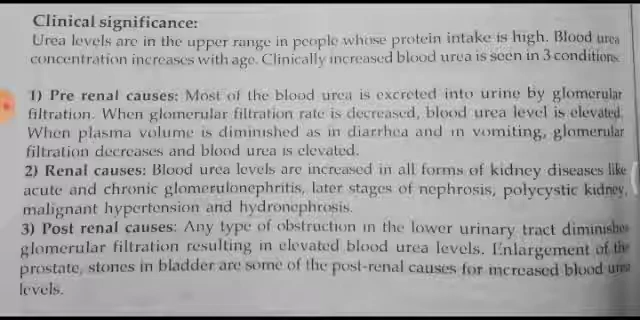 Clinical significance:
Urea levels are in the upper range in people whose protein intake is high. Blood urea
concentration increases with age. Clinically increased blood urea is seen in 3 conditions.
1) Pre renal causes: Most of the blood urea is excreted into urine by glomerular
filtration. When glomerular filtration rate is decreased, blood urea level is elevated.
When plasma volume is diminished as in diarrhea and in vomiting, glomerular
filtration decreases and blood urea is elevated.
2) Renal causes: Blood urea levels are increased in all forms of kidney diseases like
acute and chronic glomerulonephritis, later stages of nephrosis, polycystic kidney,
malignant hypertension and hydronephrosis.
3) Post renal causes: Any type of obstruction in the lower urinary tract diminishes
glomerular filtration resulting in elevated blood urea levels. Enlargement of the
prostate, stones in bladder are some of the post-renal causes for increased blood urea
levels.